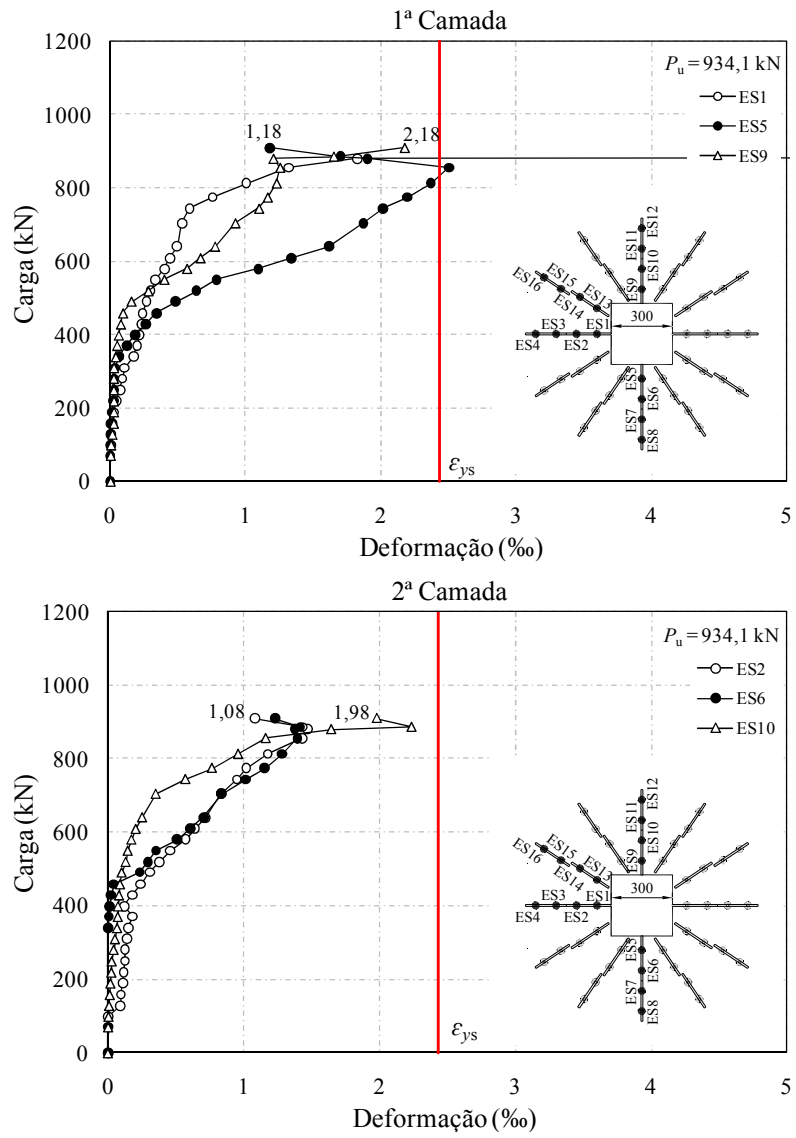 1ª Camada
1200
1000
800
600
400
200
0
Carga (kN)
0 1 2 3 4 5
Deformação (‰)
P_u = 934,1 kN
ES1
ES5
ES9
1,18
2,18
ε_ys
ES12
ES11
ES10
ES9
ES16
ES15
ES14
ES13
ES4
ES3
ES2
ES1
300
ES5
ES6
ES7
ES8
2ª Camada
1200
1000
800
600
400
200
0
Carga (kN)
0 1 2 3 4 5
Deformação (‰)
P_u = 934,1 kN
ES2
ES6
ES10
1,08
1,98
ε_ys
ES12
ES11
ES10
ES9
ES16
ES15
ES14
ES13
ES4
ES3
ES2
ES1
300
ES5
ES6
ES7
ES8